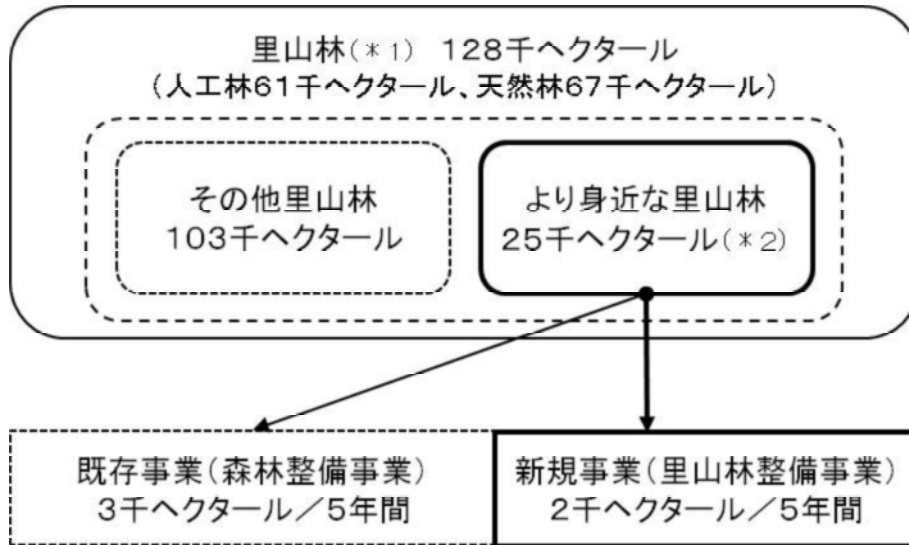 里山林(*1) 128千ヘクタール
(人工林61千ヘクタール、天然林67千ヘクタール)
その他里山林
103千ヘクタール
より身近な里山林
25千ヘクタール(*2)
既存事業(森林整備事業)
3千ヘクタール/5年間
新規事業(里山林整備事業)
2千ヘクタール/5年間